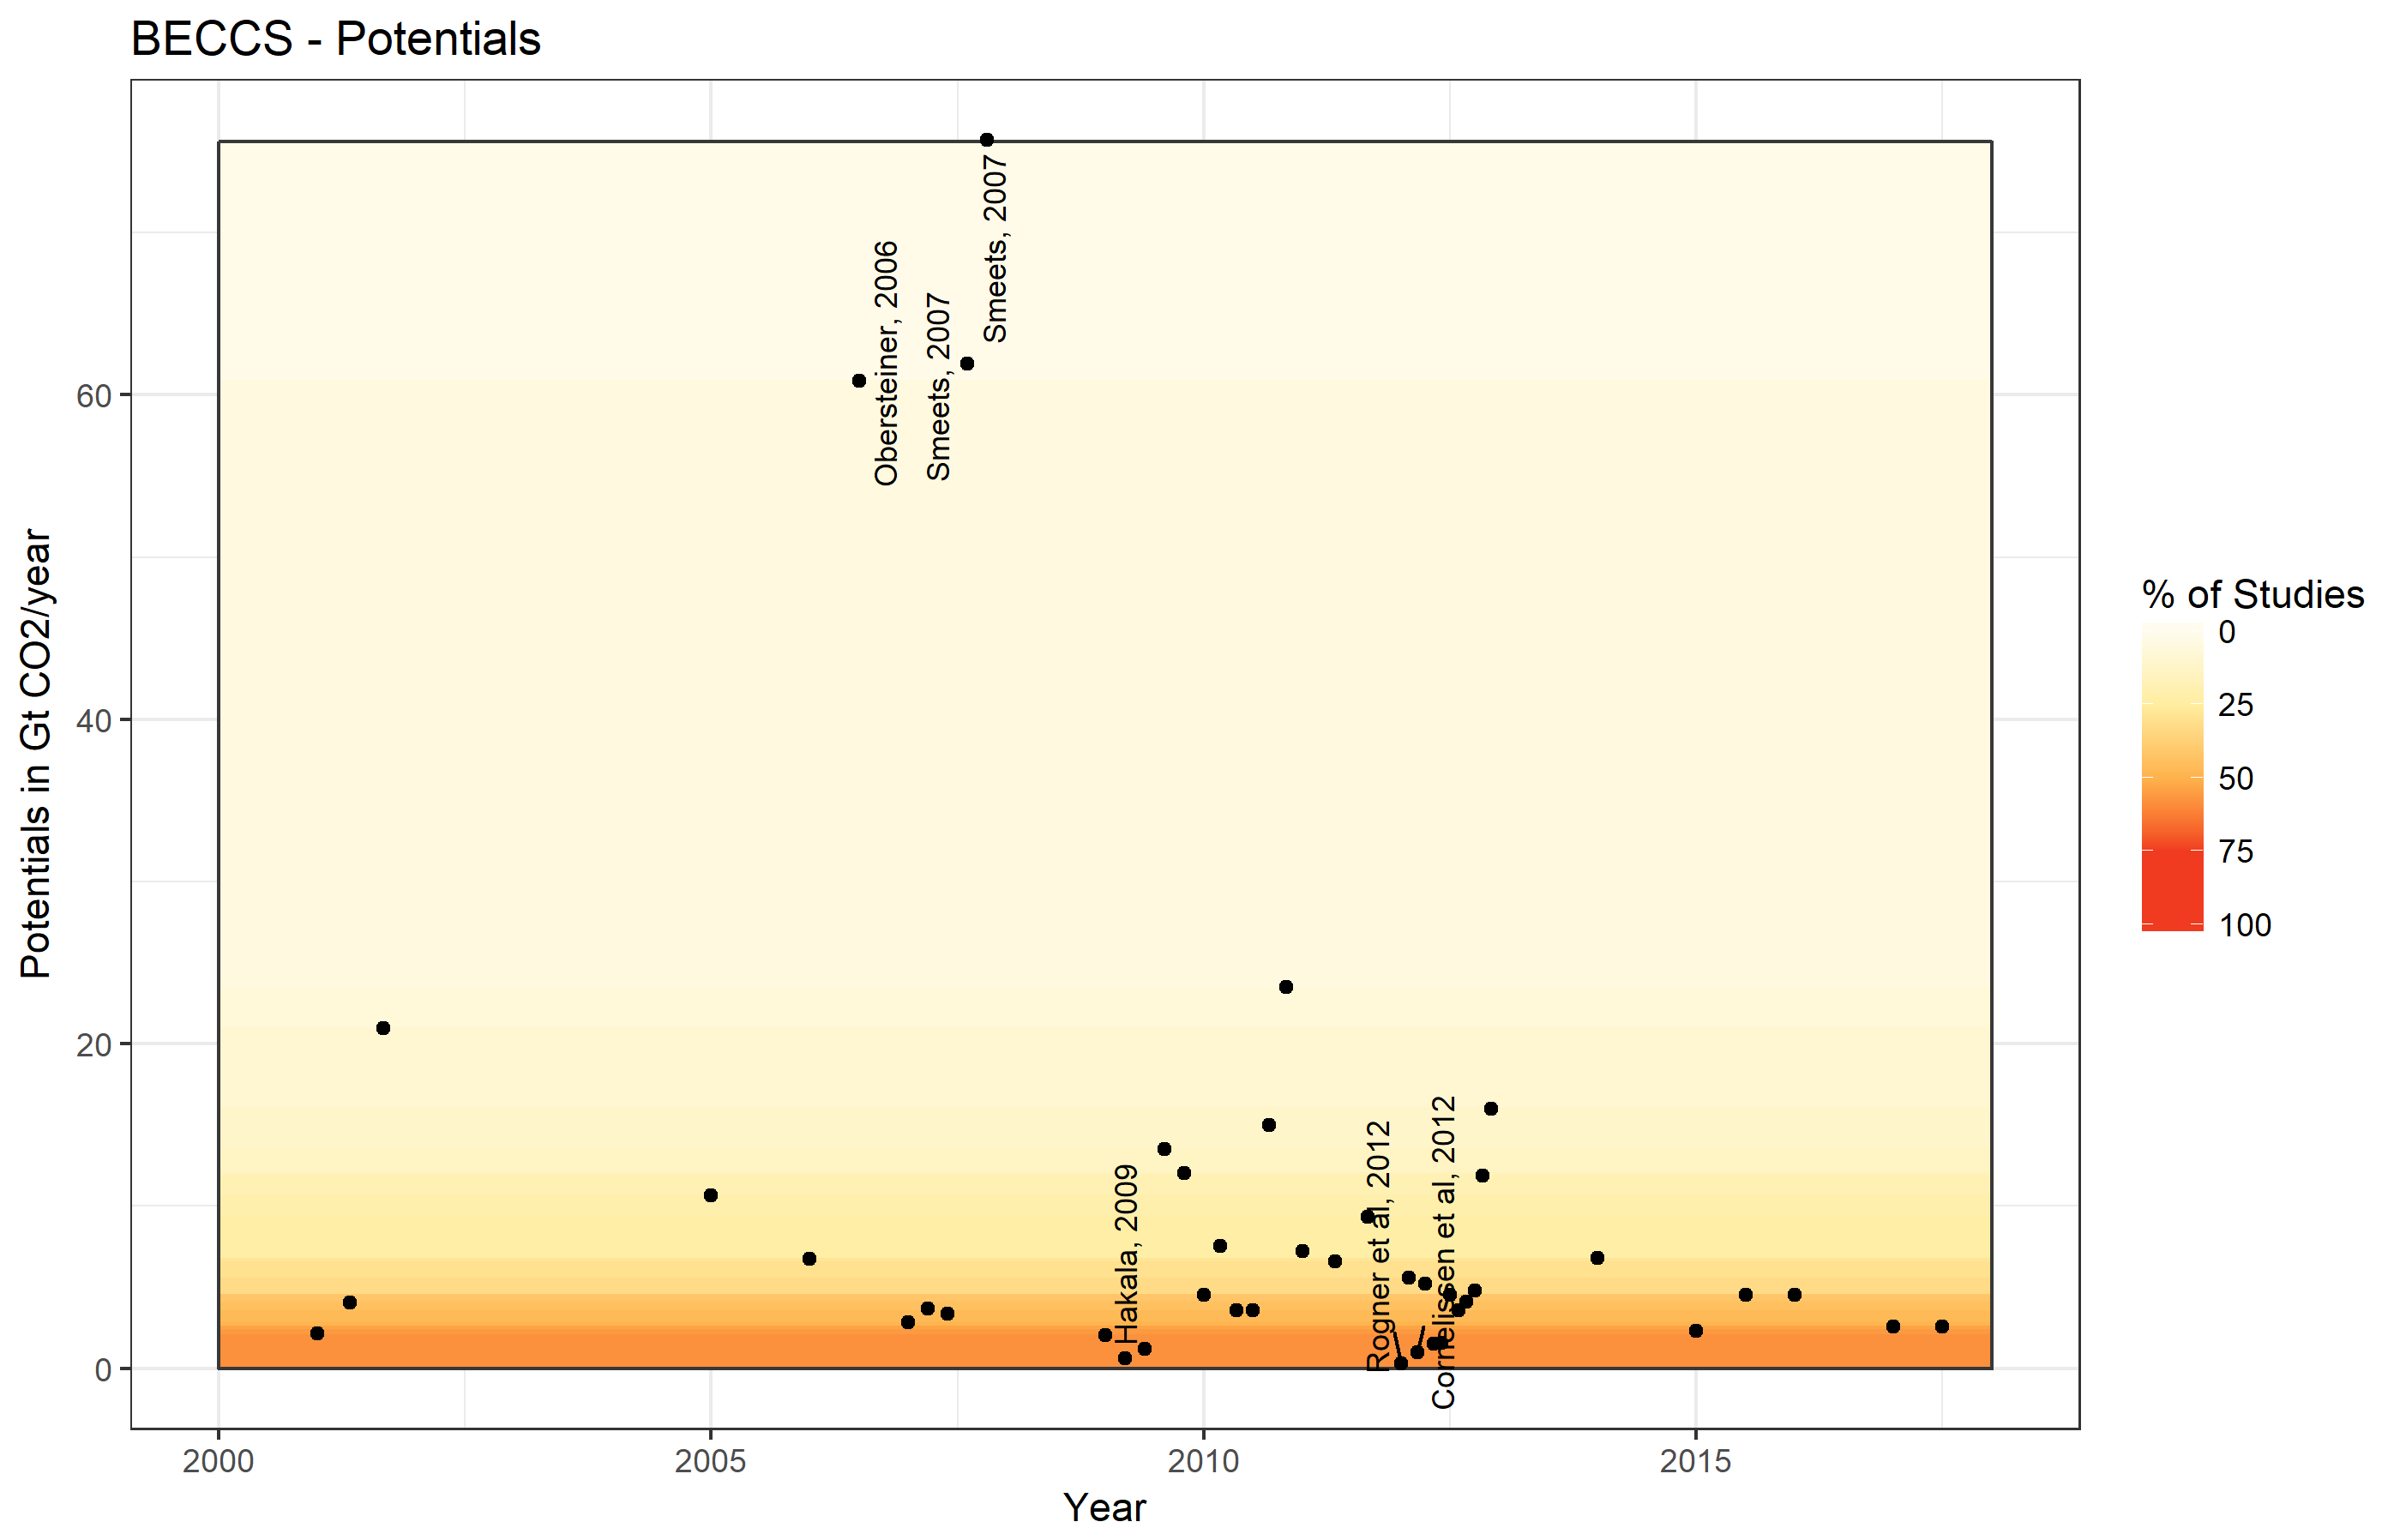 BECCS - Potentials
Potentials in Gt CO2/year
60
40
20
0
Obersteiner, 2006
Smeets, 2007
Smeets, 2007
Hakala, 2009
Rogner et al, 2012
Cornelissen et al, 2012
2000
2005
2010
2015
Year
% of Studies
0
25
50
75
100